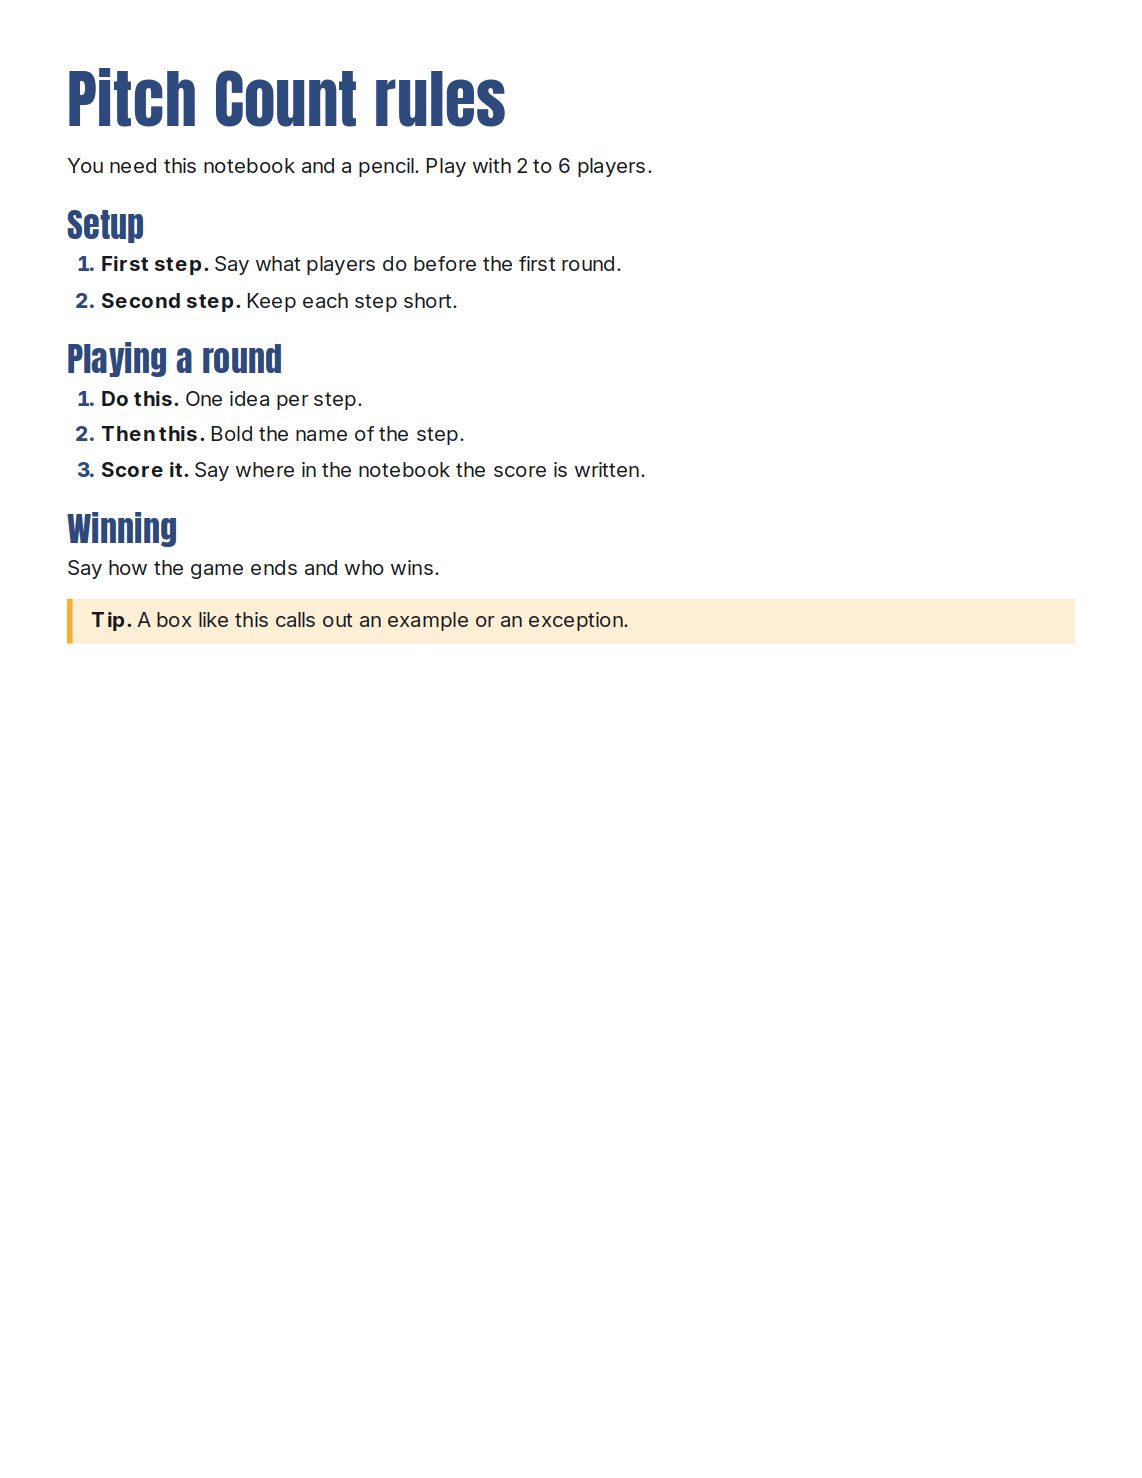 Pitch Count rules
You need this notebook and a pencil. Play with 2 to 6 players.
Setup
1. First step. Say what players do before the first round.
2. Second step. Keep each step short.
Playing a round
1. Do this. One idea per step.
2. Then this. Bold the name of the step.
3. Score it. Say where in the notebook the score is written.
Winning
Say how the game ends and who wins.
Tip. A box like this calls out an example or an exception.